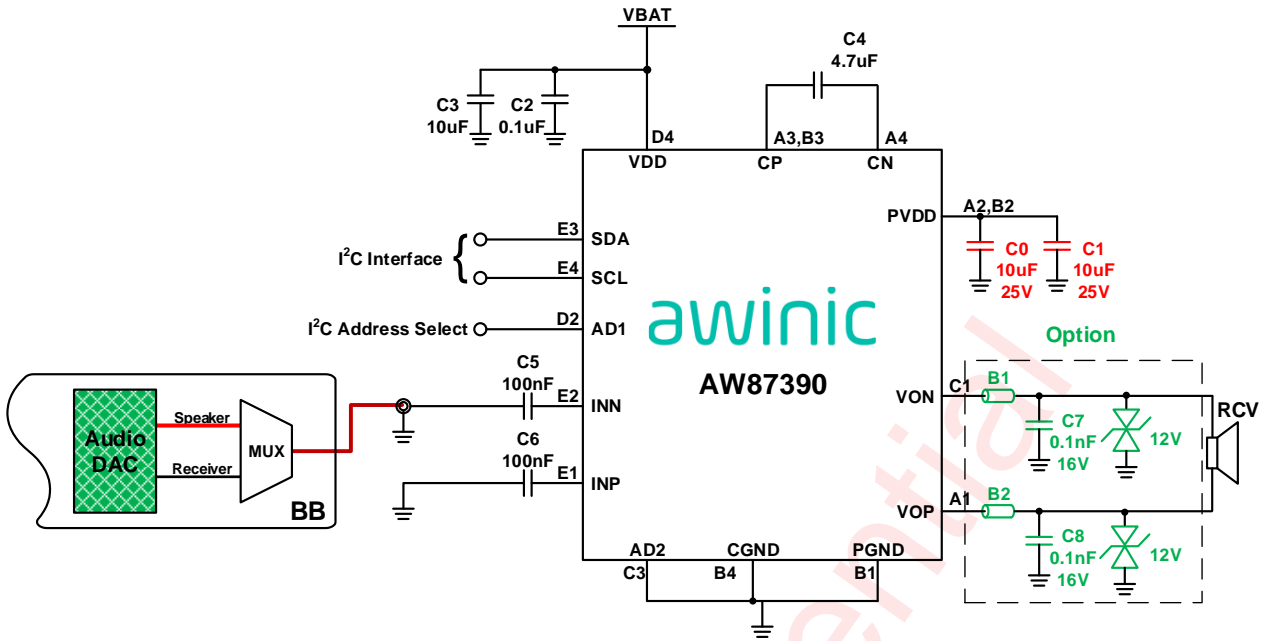 VBAT
C4
4.7uF
C3
10uF
C2
0.1uF
D4
A3,B3
A4
VDD
CP
CN
PVDD
A2,B2
C0
10uF
25V
C1
10uF
25V
I²C Interface
{
E3
SDA
E4
SCL
I²C Address Select
D2
AD1
awinic
AW87390
Option
C5
100nF
E2
INN
C6
100nF
E1
INP
Audio
DAC
Speaker
Receiver
MUX
BB
VON
C1
B1
C7
0.1nF
16V
12V
RCV
VOP
A1
B2
C8
0.1nF
16V
12V
AD2
CGND
PGND
C3
B4
B1
ential